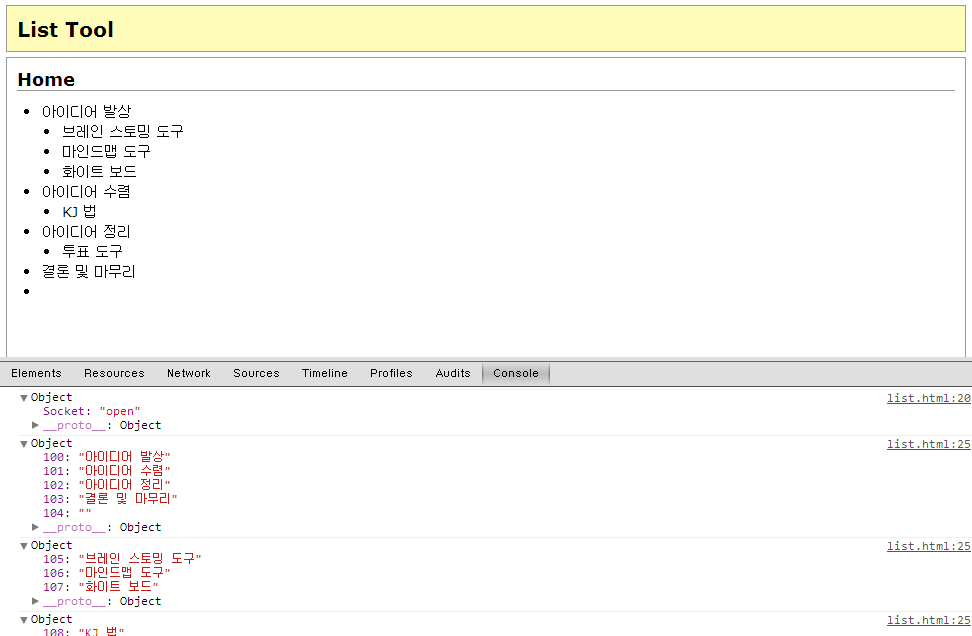 List Tool
Home
아이디어 발상
브레인 스토밍 도구
마인드맵 도구
화이트 보드
아이디어 수렴
KJ 법
아이디어 정리
투표 도구
결론 및 마무리
Elements Resources Network Sources Timeline Profiles Audits Console
Object list.html:20
Socket: "open"
__proto__: Object
Object list.html:25
100: "아이디어 발상"
101: "아이디어 수렴"
102: "아이디어 정리"
103: "결론 및 마무리"
104: ""
__proto__: Object
Object list.html:25
105: "브레인 스토밍 도구"
106: "마인드맵 도구"
107: "화이트 보드"
__proto__: Object
Object list.html:25
108: "KJ 법"